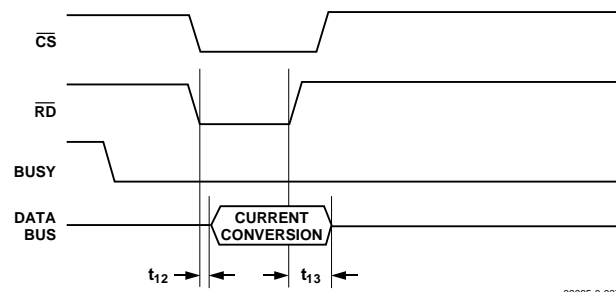 CS
RD
BUSY
DATA
BUS
CURRENT
CONVERSION
t12
t13